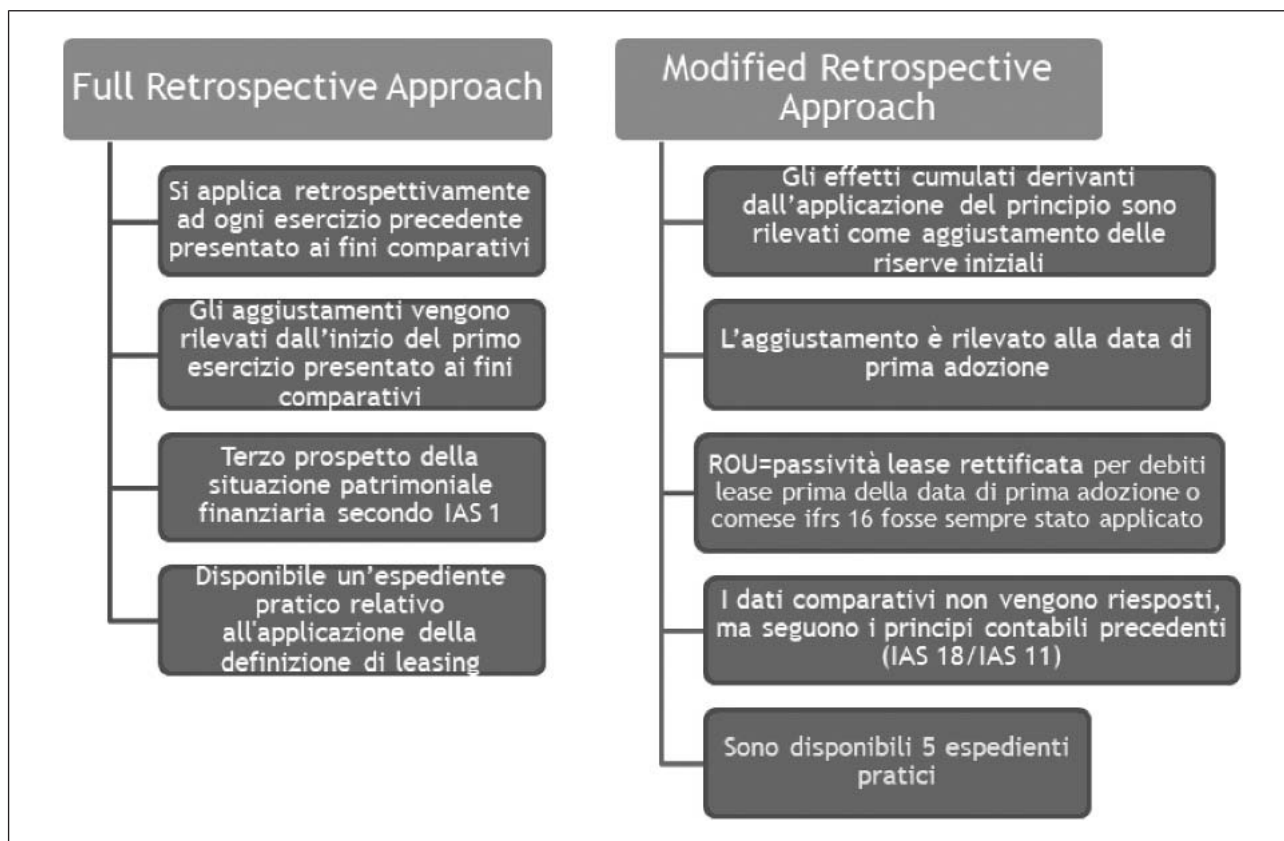 Full Retrospective Approach
Si applica retrospettivamente
ad ogni esercizio precedente
presentato ai fini comparativi
Gli aggiustamenti vengono
rilevati dall'inizio del primo
esercizio presentato ai fini
comparativi
Terzo prospetto della
situazione patrimoniale
finanziaria secondo IAS 1
Disponibile un'espediente
pratico relativo
all'applicazione della
definizione di leasing
Modified Retrospective
Approach
Gli effetti cumulati derivanti
dall'applicazione del principio sono
rilevati come aggiustamento delle
riserve iniziali
L'aggiustamento è rilevato alla data di
prima adozione
ROU=passività lease rettificata per debiti
lease prima della data di prima adozione o
comese ifrs 16 fosse sempre stato applicato
I dati comparativi non vengono riesposti,
ma seguono i principi contabili precedenti
(IAS 18/IAS 11)
Sono disponibili 5 espedienti
pratici